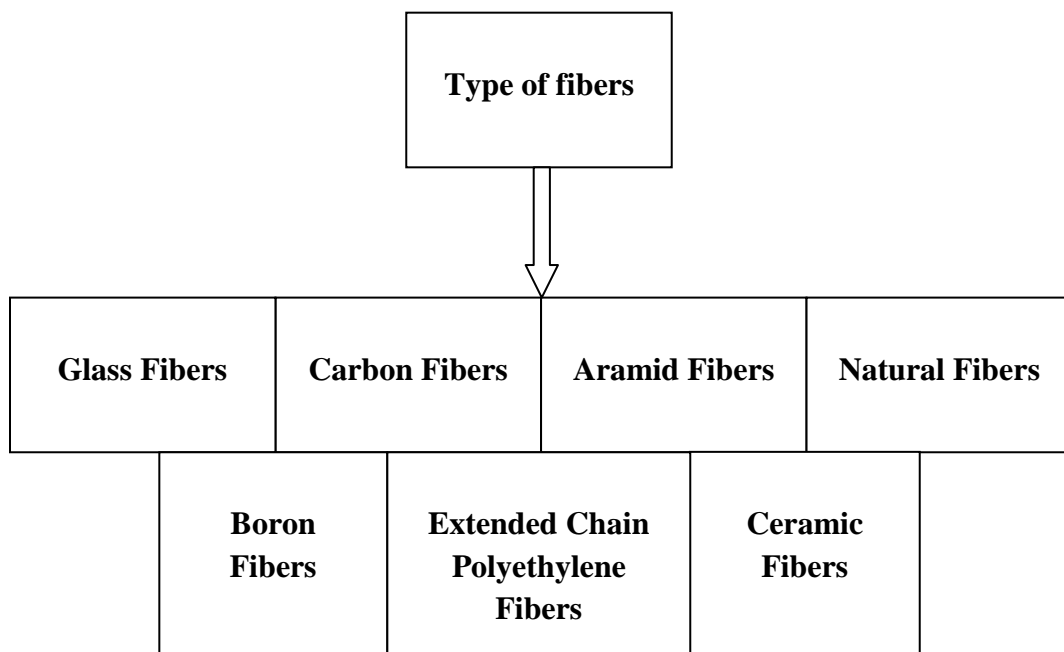 Type of fibers
Glass Fibers
Carbon Fibers
Aramid Fibers
Natural Fibers
Boron
Fibers
Extended Chain
Polyethylene
Fibers
Ceramic
Fibers